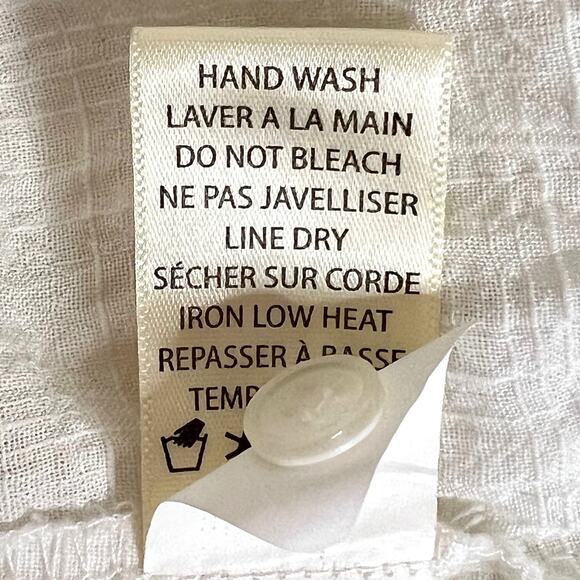 HAND WASH
LAVER A LA MAIN
DO NOT BLEACH
NE PAS JAVELLISER
LINE DRY
SÉCHER SUR CORDE
IRON LOW HEAT
REPASSER À BASSE